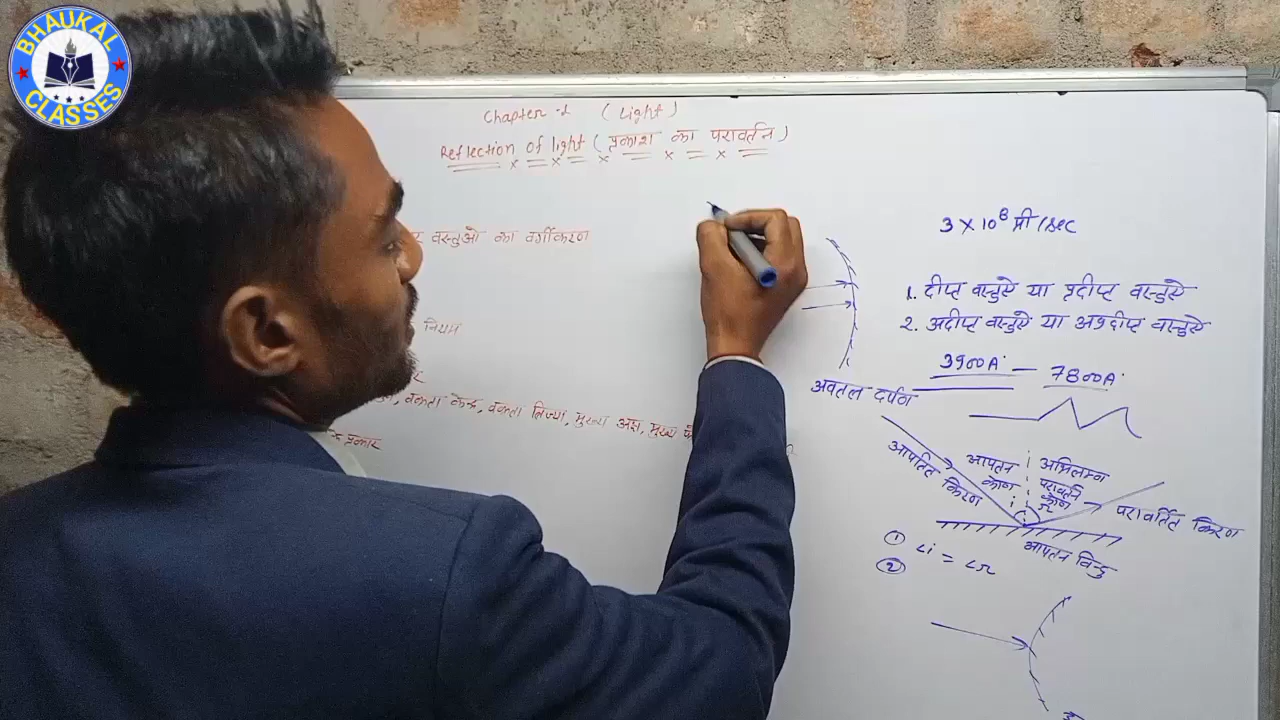 BHAUKAL
CLASSES
Chapter-1 (Light)
Reflection of light (प्रकाश का परावर्तन)
वस्तुओ का वर्गीकरण
नियम
वक्रता केन्द्र, वक्रता त्रिज्या, मुख्य अक्ष, मुख्य
के प्रकार
3 X 10⁸ मी/sec
1. दीप्त वस्तुऐ या प्रदीप्त वस्तुऐ
2. अदीप्त वस्तुऐ या अप्रदीप्त वस्तुऐ
3900A° — 7800A°
अवतल दर्पण
आपतित किरण
आपतन कोण
i
अभिलम्ब
परावर्तन कोण
r
परावर्तित किरण
आपतन बिन्दु
① ∠i = ∠r
②